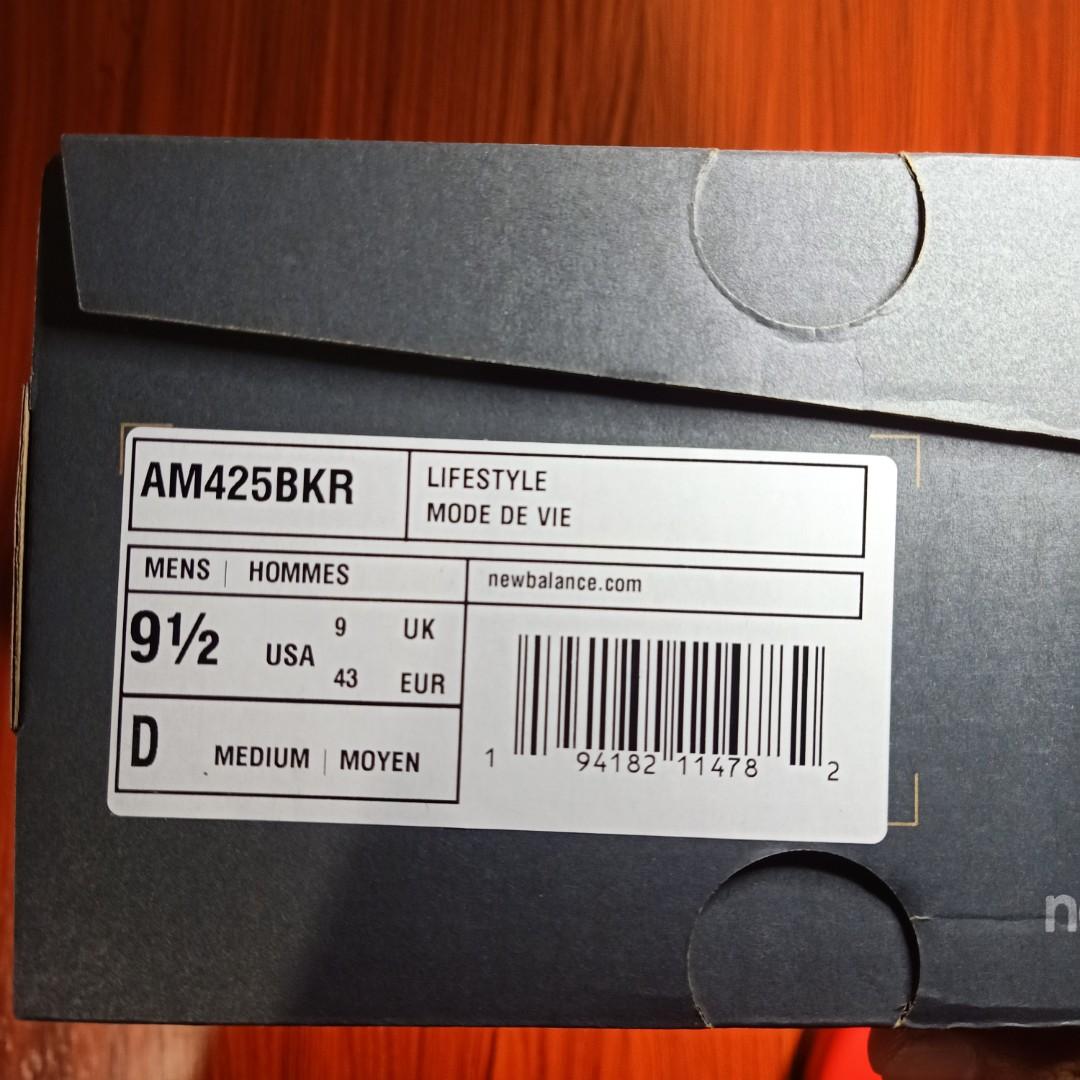 AM425BKR
LIFESTYLE
MODE DE VIE
MENS | HOMMES
newbalance.com
9½ USA
9 UK
43 EUR
D MEDIUM | MOYEN
1 94182 11478 2